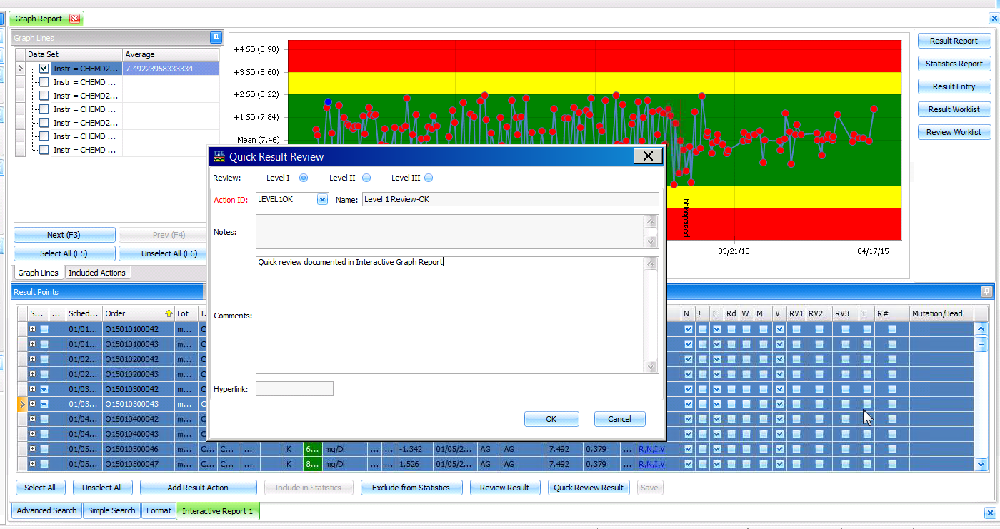 Graph Report
Graph Lines
Data Set Average
Instr = CHEMD2... 7.49223958333334
Instr = CHEMD ...
Instr = CHEMD2...
Instr = CHEMD ...
Instr = CHEMD2...
Instr = CHEMD ...
Instr = CHEMD ...
Next (F3) Prev (F4)
Select All (F5) Unselect All (F6)
Graph Lines Included Actions
+4 SD (8.98)
+3 SD (8.60)
+2 SD (8.22)
+1 SD (7.84)
Mean (7.46)
03/21/15 04/17/15
Result Report
Statistics Report
Result Entry
Result Worklist
Review Worklist
Quick Result Review
Review: Level I Level II Level III
Action ID: LEVEL1OK Name: Level 1 Review-OK
Notes:
Quick review documented in Interactive Graph Report
Comments:
Hyperlink:
OK Cancel
Result Points
S... ... Sched... Order Lot I... N ! I Rd W M V RV1 RV2 RV3 T R# Mutation/Bead
01/01... Q15010100042 m... C
01/01... Q15010100043 m... C
01/02... Q15010200042 m... C
01/02... Q15010200043 m... C
01/03... Q15010300042 m... C
01/03... Q15010300043 m... C
01/04... Q15010400042 m... C
01/04... Q15010400043 m... C
01/05... Q15010500046 m... C... C... ... K 6... mg/Dl ... ... -1.342 01/05/2... AG AG 7.492 0.379 ... R,N,I,V
01/05... Q15010500047 m... C... C... ... K 8... mg/Dl ... ... 1.526 01/05/2... AG AG 7.492 0.379 ... R,N,I,V
Select All Unselect All Add Result Action Include in Statistics Exclude from Statistics Review Result Quick Review Result Save
Advanced Search Simple Search Format Interactive Report 1